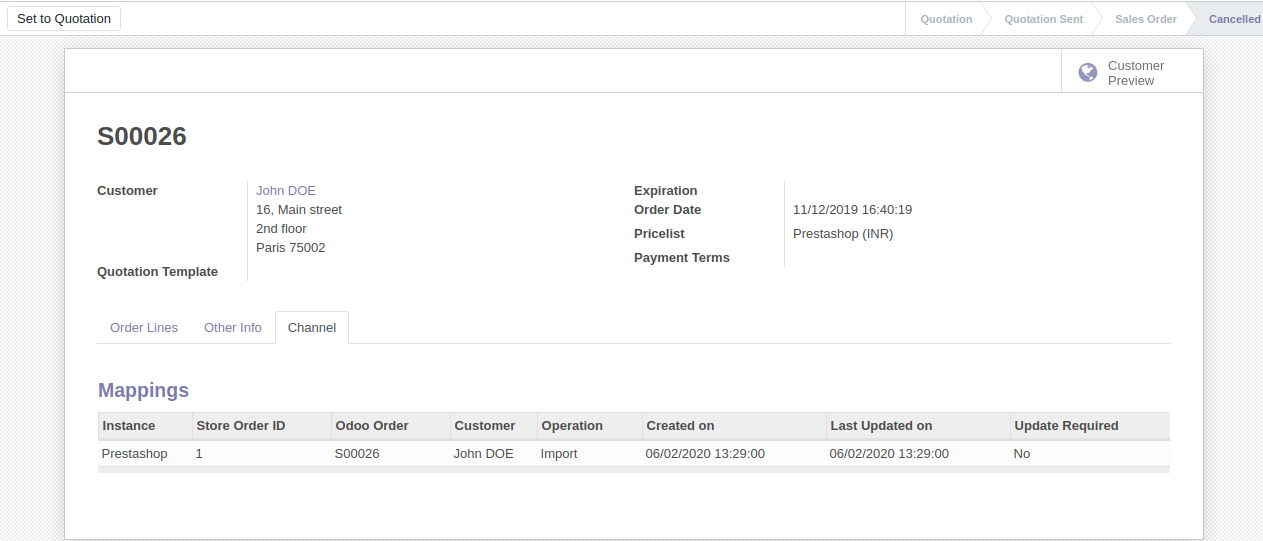 Set to Quotation
Quotation
Quotation Sent
Sales Order
Cancelled
Customer
Preview
S00026
Customer
John DOE
16, Main street
2nd floor
Paris 75002
Quotation Template
Expiration
Order Date 11/12/2019 16:40:19
Pricelist Prestashop (INR)
Payment Terms
Order Lines Other Info Channel
Mappings
Instance Store Order ID Odoo Order Customer Operation Created on Last Updated on Update Required
Prestashop 1 S00026 John DOE Import 06/02/2020 13:29:00 06/02/2020 13:29:00 No